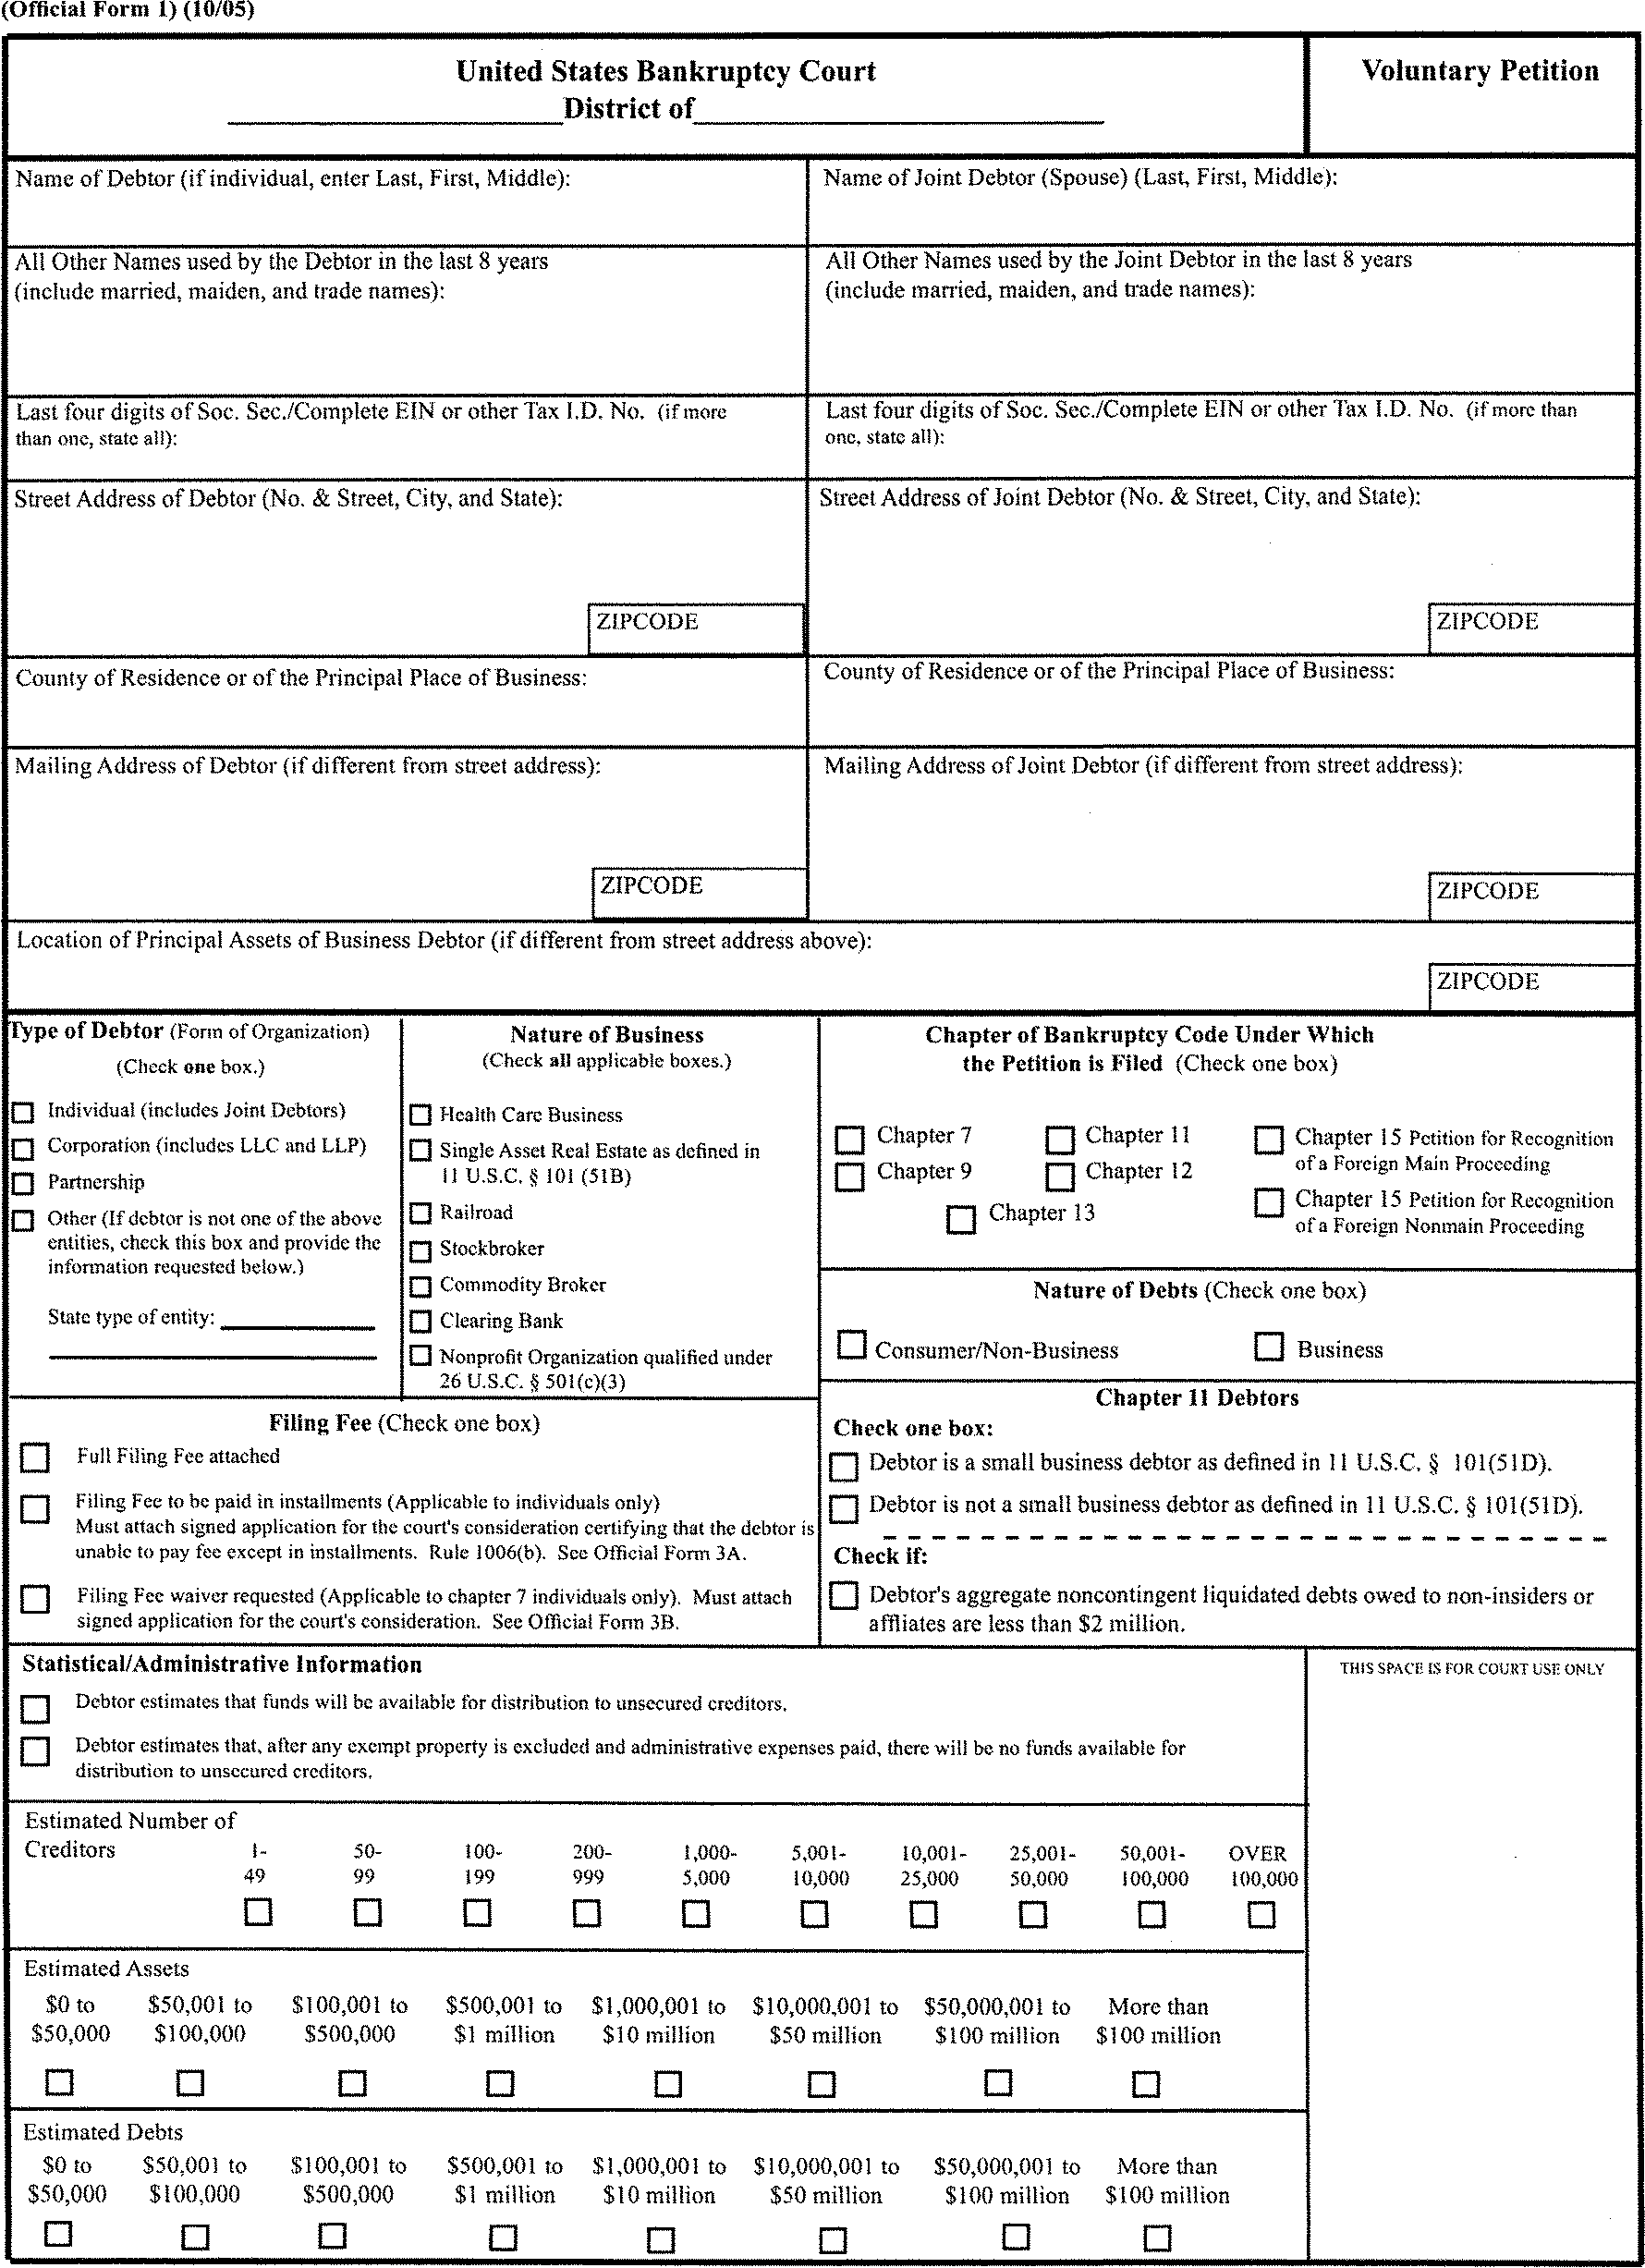 (Official Form 1) (10/05)
United States Bankruptcy Court
District of
Voluntary Petition
Name of Debtor (if individual, enter Last, First, Middle):
Name of Joint Debtor (Spouse) (Last, First, Middle):
All Other Names used by the Debtor in the last 8 years
(include married, maiden, and trade names):
All Other Names used by the Joint Debtor in the last 8 years
(include married, maiden, and trade names):
Last four digits of Soc. Sec./Complete EIN or other Tax I.D. No. (if more
than one, state all):
Last four digits of Soc. Sec./Complete EIN or other Tax I.D. No. (if more than
one, state all):
Street Address of Debtor (No. & Street, City, and State):
ZIPCODE
Street Address of Joint Debtor (No. & Street, City, and State):
ZIPCODE
County of Residence or of the Principal Place of Business:
County of Residence or of the Principal Place of Business:
Mailing Address of Debtor (if different from street address):
ZIPCODE
Mailing Address of Joint Debtor (if different from street address):
ZIPCODE
Location of Principal Assets of Business Debtor (if different from street address above):
ZIPCODE
Type of Debtor (Form of Organization)
(Check one box.)
Individual (includes Joint Debtors)
Corporation (includes LLC and LLP)
Partnership
Other (If debtor is not one of the above
entities, check this box and provide the
information requested below.)
State type of entity:
Nature of Business
(Check all applicable boxes.)
Health Care Business
Single Asset Real Estate as defined in
11 U.S.C. § 101 (51B)
Railroad
Stockbroker
Commodity Broker
Clearing Bank
Nonprofit Organization qualified under
26 U.S.C. § 501(c)(3)
Chapter of Bankruptcy Code Under Which
the Petition is Filed (Check one box)
Chapter 7
Chapter 11
Chapter 15 Petition for Recognition
of a Foreign Main Proceeding
Chapter 9
Chapter 12
Chapter 15 Petition for Recognition
of a Foreign Nonmain Proceeding
Chapter 13
Nature of Debts (Check one box)
Consumer/Non-Business
Business
Filing Fee (Check one box)
Full Filing Fee attached
Filing Fee to be paid in installments (Applicable to individuals only)
Must attach signed application for the court's consideration certifying that the debtor is
unable to pay fee except in installments. Rule 1006(b). See Official Form 3A.
Filing Fee waiver requested (Applicable to chapter 7 individuals only). Must attach
signed application for the court's consideration. See Official Form 3B.
Chapter 11 Debtors
Check one box:
Debtor is a small business debtor as defined in 11 U.S.C. § 101(51D).
Debtor is not a small business debtor as defined in 11 U.S.C. § 101(51D).
Check if:
Debtor's aggregate noncontingent liquidated debts owed to non-insiders or
affliates are less than $2 million.
Statistical/Administrative Information
Debtor estimates that funds will be available for distribution to unsecured creditors.
Debtor estimates that, after any exempt property is excluded and administrative expenses paid, there will be no funds available for
distribution to unsecured creditors.
THIS SPACE IS FOR COURT USE ONLY
Estimated Number of
Creditors 1- 50- 100- 200- 1,000- 5,001- 10,001- 25,001- 50,001- OVER
49 99 199 999 5,000 10,000 25,000 50,000 100,000 100,000
Estimated Assets
$0 to $50,001 to $100,001 to $500,001 to $1,000,001 to $10,000,001 to $50,000,001 to More than
$50,000 $100,000 $500,000 $1 million $10 million $50 million $100 million $100 million
Estimated Debts
$0 to $50,001 to $100,001 to $500,001 to $1,000,001 to $10,000,001 to $50,000,001 to More than
$50,000 $100,000 $500,000 $1 million $10 million $50 million $100 million $100 million